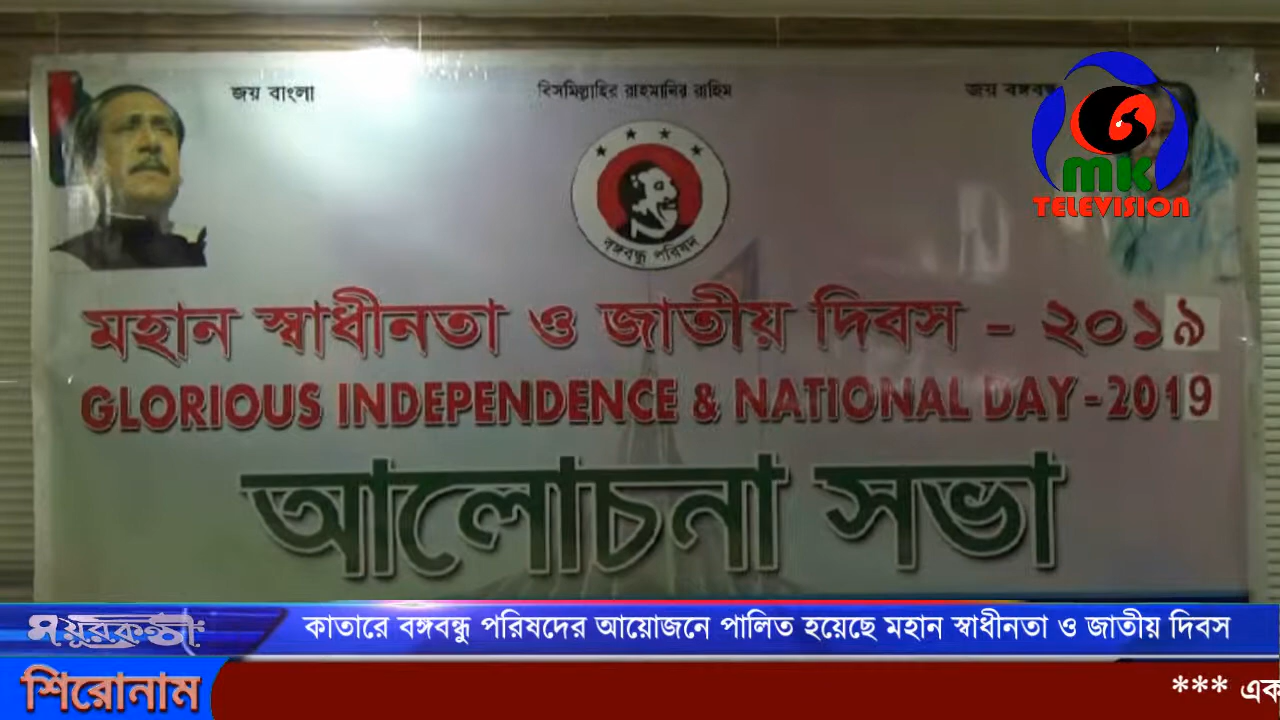 জয় বাংলা
বিসমিল্লাহির রাহমানির রাহিম
জয় বঙ্গবন্ধু
বঙ্গবন্ধু পরিষদ
mk
TELEVISION
মহান স্বাধীনতা ও জাতীয় দিবস - ২০১৯
GLORIOUS INDEPENDENCE & NATIONAL DAY - 2019
আলোচনা সভা
ময়ূরকন্ঠী
কাতারে বঙ্গবন্ধু পরিষদের আয়োজনে পালিত হয়েছে মহান স্বাধীনতা ও জাতীয় দিবস
শিরোনাম
*** এক